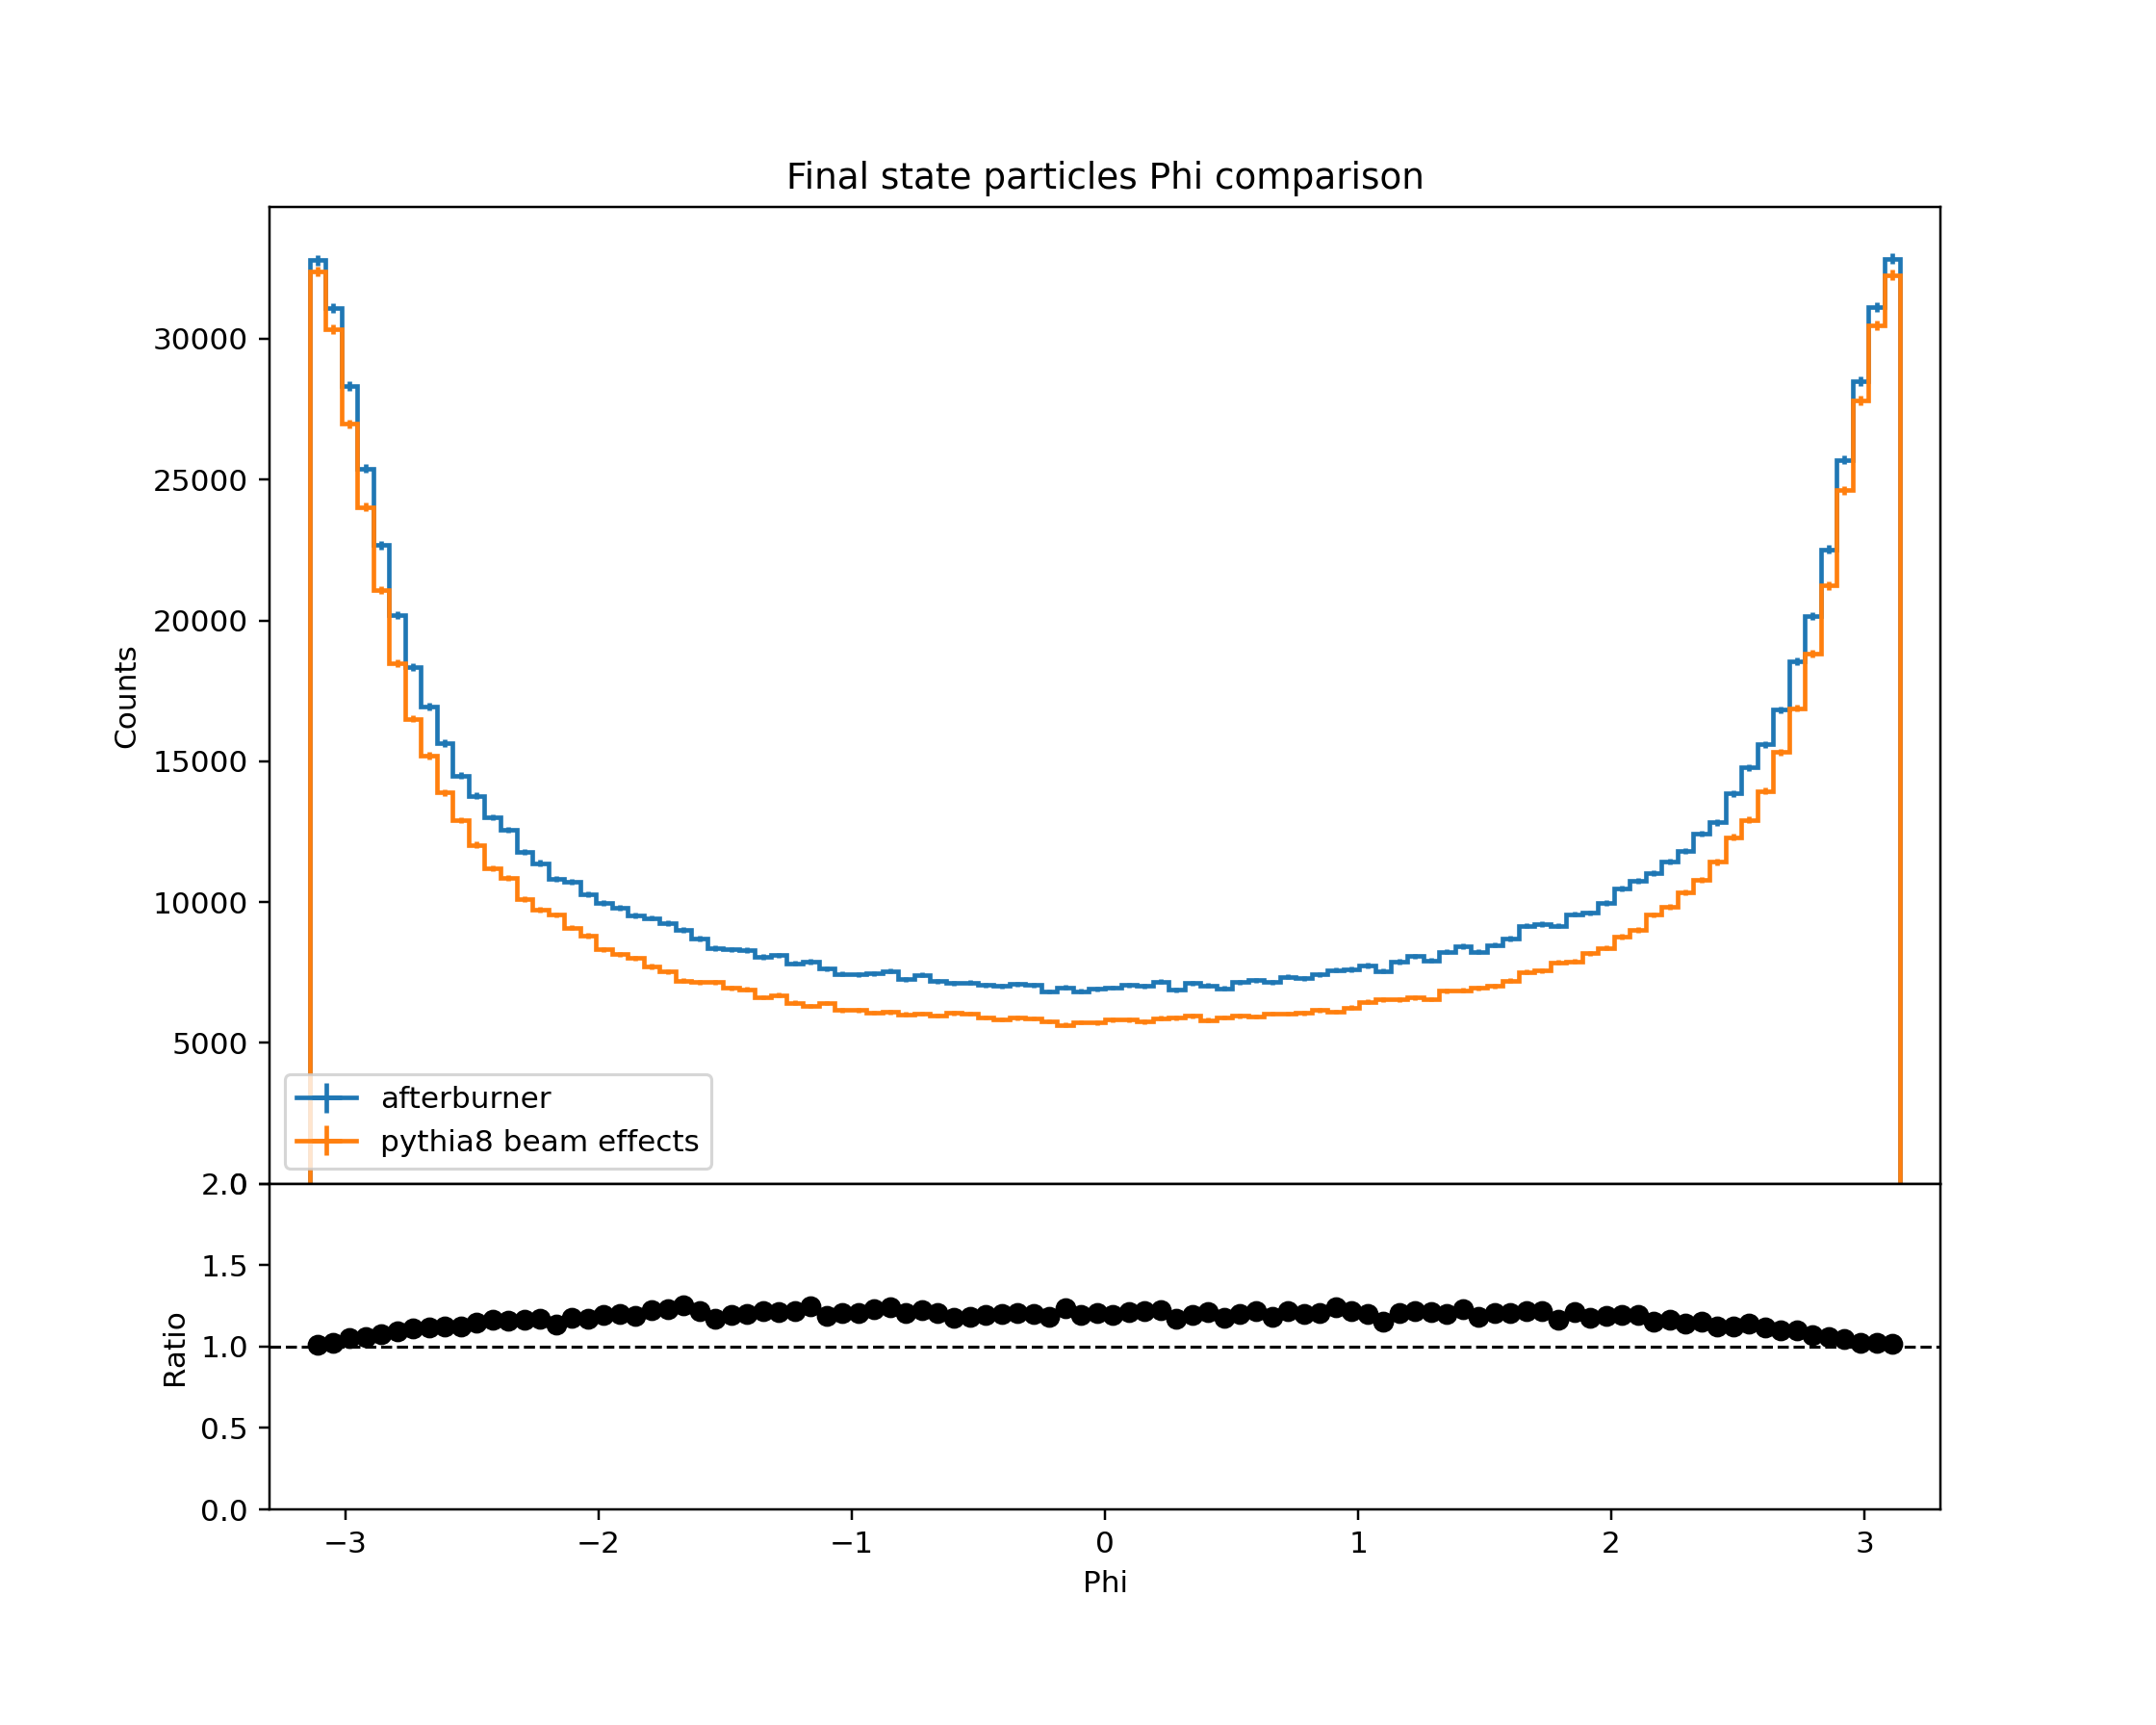 Final state particles Phi comparison
30000
25000
20000
15000
10000
5000
Counts
afterburner
pythia8 beam effects
2.0
1.5
1.0
0.5
0.0
Ratio
−3 −2 −1 0 1 2 3
Phi